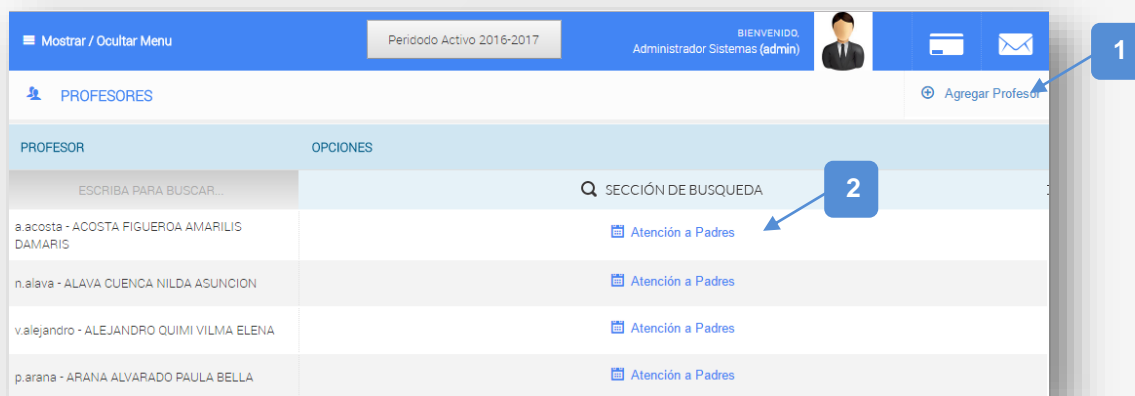 Mostrar / Ocultar Menu
Peridodo Activo 2016-2017
BIENVENIDO,
Administrador Sistemas (admin)
1
PROFESORES
Agregar Profesor
PROFESOR
OPCIONES
ESCRIBA PARA BUSCAR...
SECCIÓN DE BUSQUEDA
2
a.acosta - ACOSTA FIGUEROA AMARILIS
DAMARIS
Atención a Padres
n.alava - ALAVA CUENCA NILDA ASUNCION
Atención a Padres
v.alejandro - ALEJANDRO QUIMI VILMA ELENA
Atención a Padres
p.arana - ARANA ALVARADO PAULA BELLA
Atención a Padres